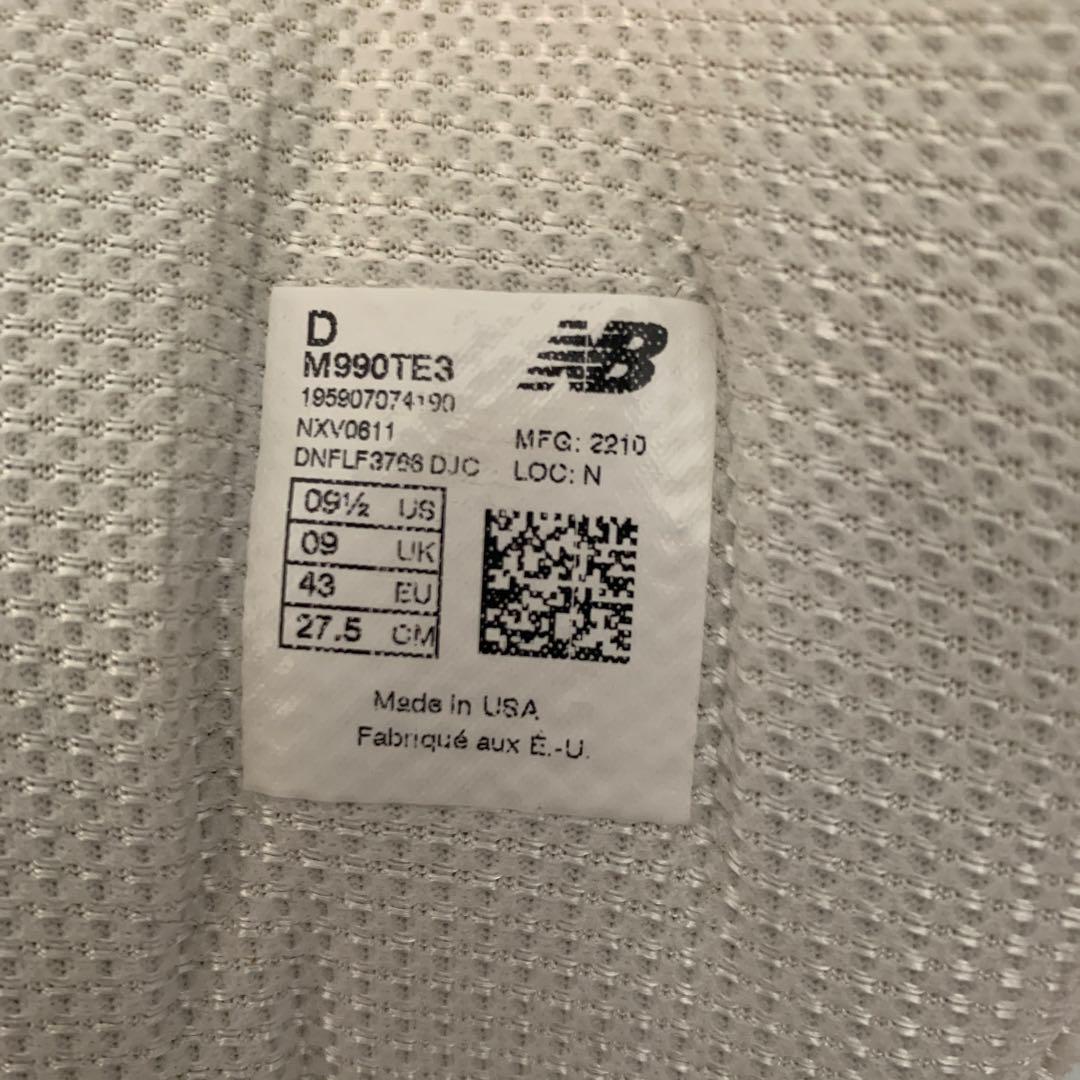 D
M990TE3
195907074190
NXV0611
DNFLF3766 DJC
NB
MFG: 2210
LOC: N
09½ US
09 UK
43 EU
27.5 CM
Made in USA
Fabriqué aux É.-U.